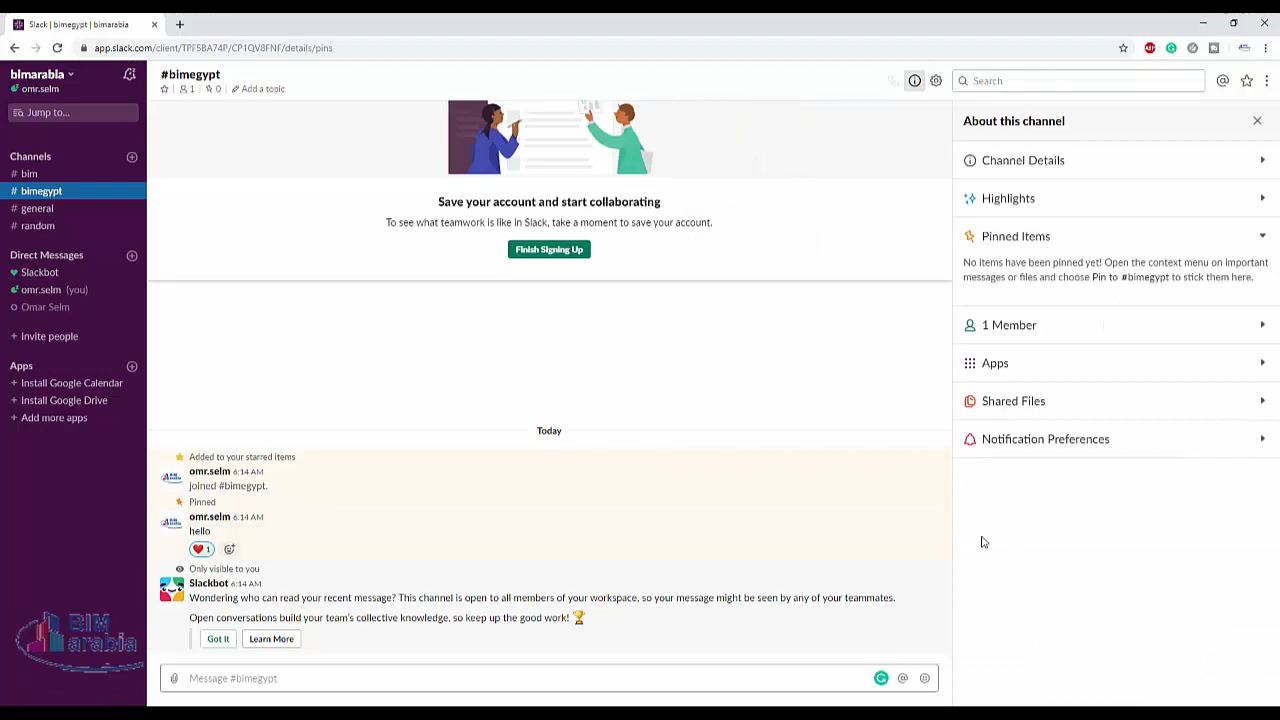 Slack | bimegypt | bimarabia
app.slack.com/client/TPF5BA74P/CP1QV8FNF/details/pins
ABP
bimarabia
omr.selm
Jump to...
Channels
# bim
# bimegypt
# general
# random
Direct Messages
Slackbot
omr.selm (you)
Omar Selm
+ Invite people
Apps
+ Install Google Calendar
+ Install Google Drive
+ Add more apps
BIM
arabia
#bimegypt
1
0
Add a topic
Search
Save your account and start collaborating
To see what teamwork is like in Slack, take a moment to save your account.
Finish Signing Up
Today
Added to your starred items
omr.selm 6:14 AM
joined #bimegypt.
Pinned
omr.selm 6:14 AM
hello
1
Only visible to you
Slackbot 6:14 AM
Wondering who can read your recent message? This channel is open to all members of your workspace, so your message might be seen by any of your teammates.
Open conversations build your team's collective knowledge, so keep up the good work!
Got It
Learn More
Message #bimegypt
About this channel
Channel Details
Highlights
Pinned Items
No items have been pinned yet! Open the context menu on important
messages or files and choose Pin to #bimegypt to stick them here.
1 Member
Apps
Shared Files
Notification Preferences